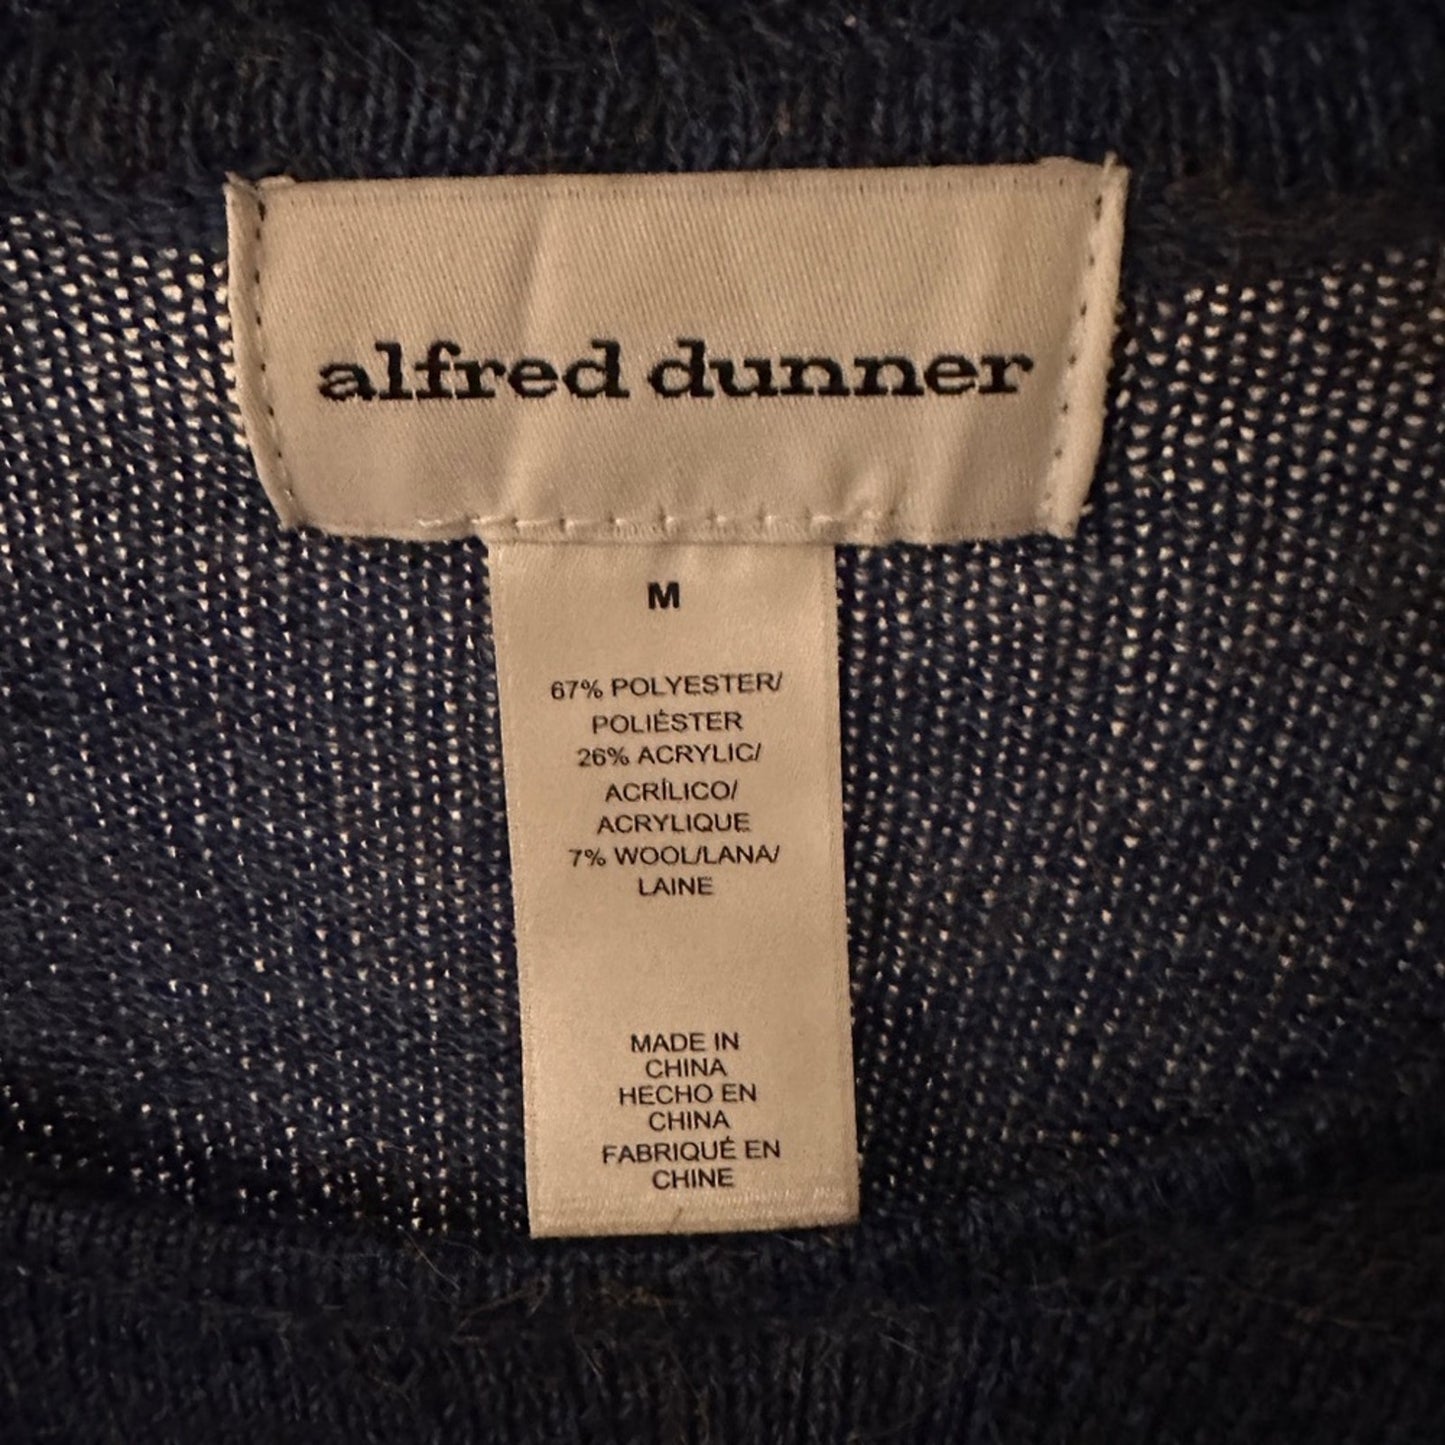 alfred dunner
M
67% POLYESTER/
POLIÉSTER
26% ACRYLIC/
ACRÍLICO/
ACRYLIQUE
7% WOOL/LANA/
LAINE
MADE IN
CHINA
HECHO EN
CHINA
FABRIQUÉ EN
CHINE